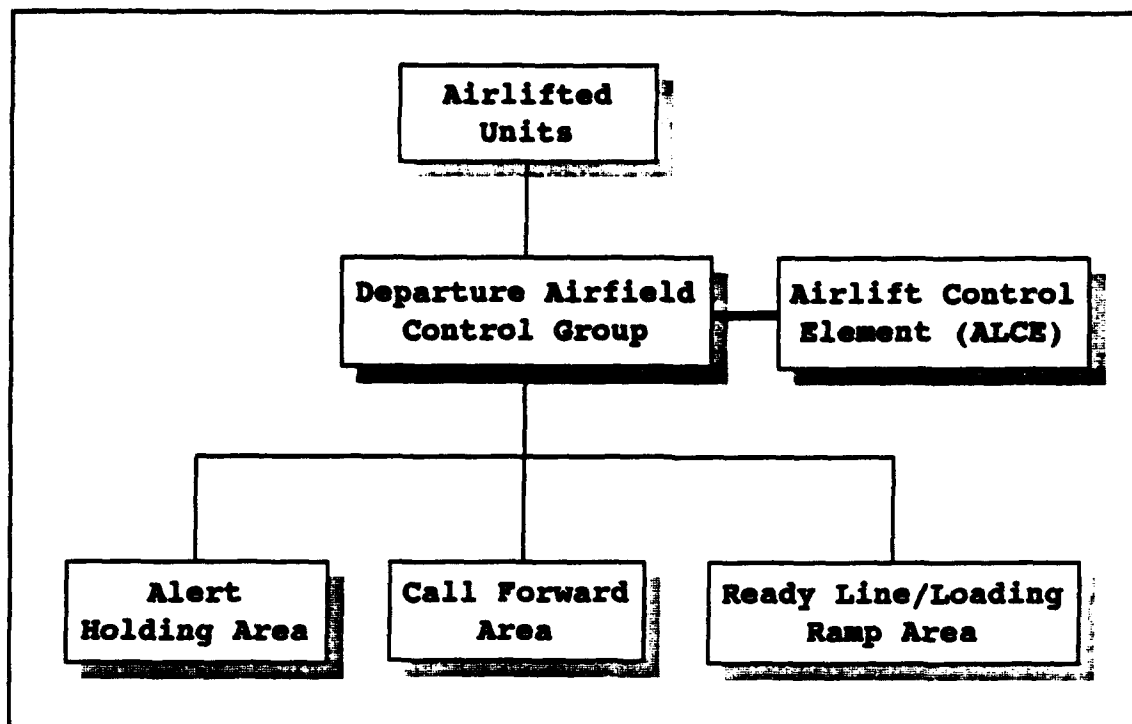 Airlifted
Units
Departure Airfield
Control Group
Airlift Control
Element (ALCE)
Alert
Holding Area
Call Forward
Area
Ready Line/Loading
Ramp Area